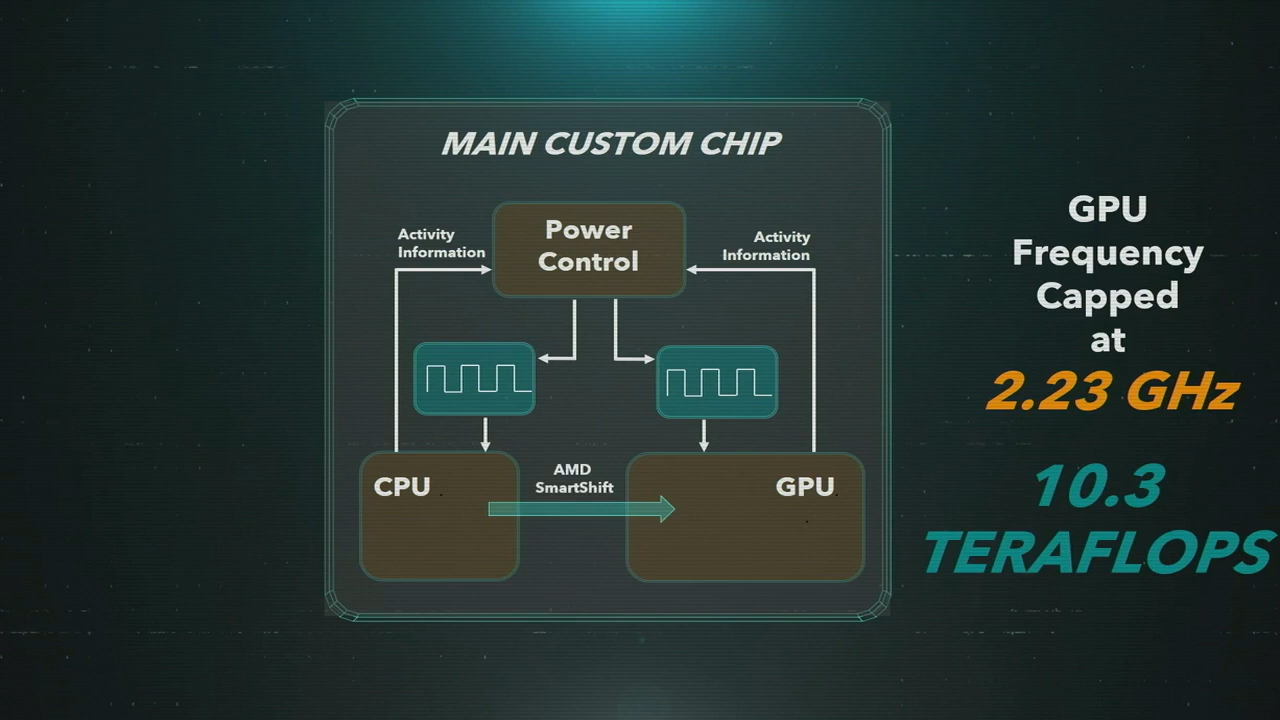 MAIN CUSTOM CHIP
Activity
Information
Power
Control
Activity
Information
CPU
AMD
SmartShift
GPU
GPU
Frequency
Capped
at
2.23 GHz
10.3
TERAFLOPS